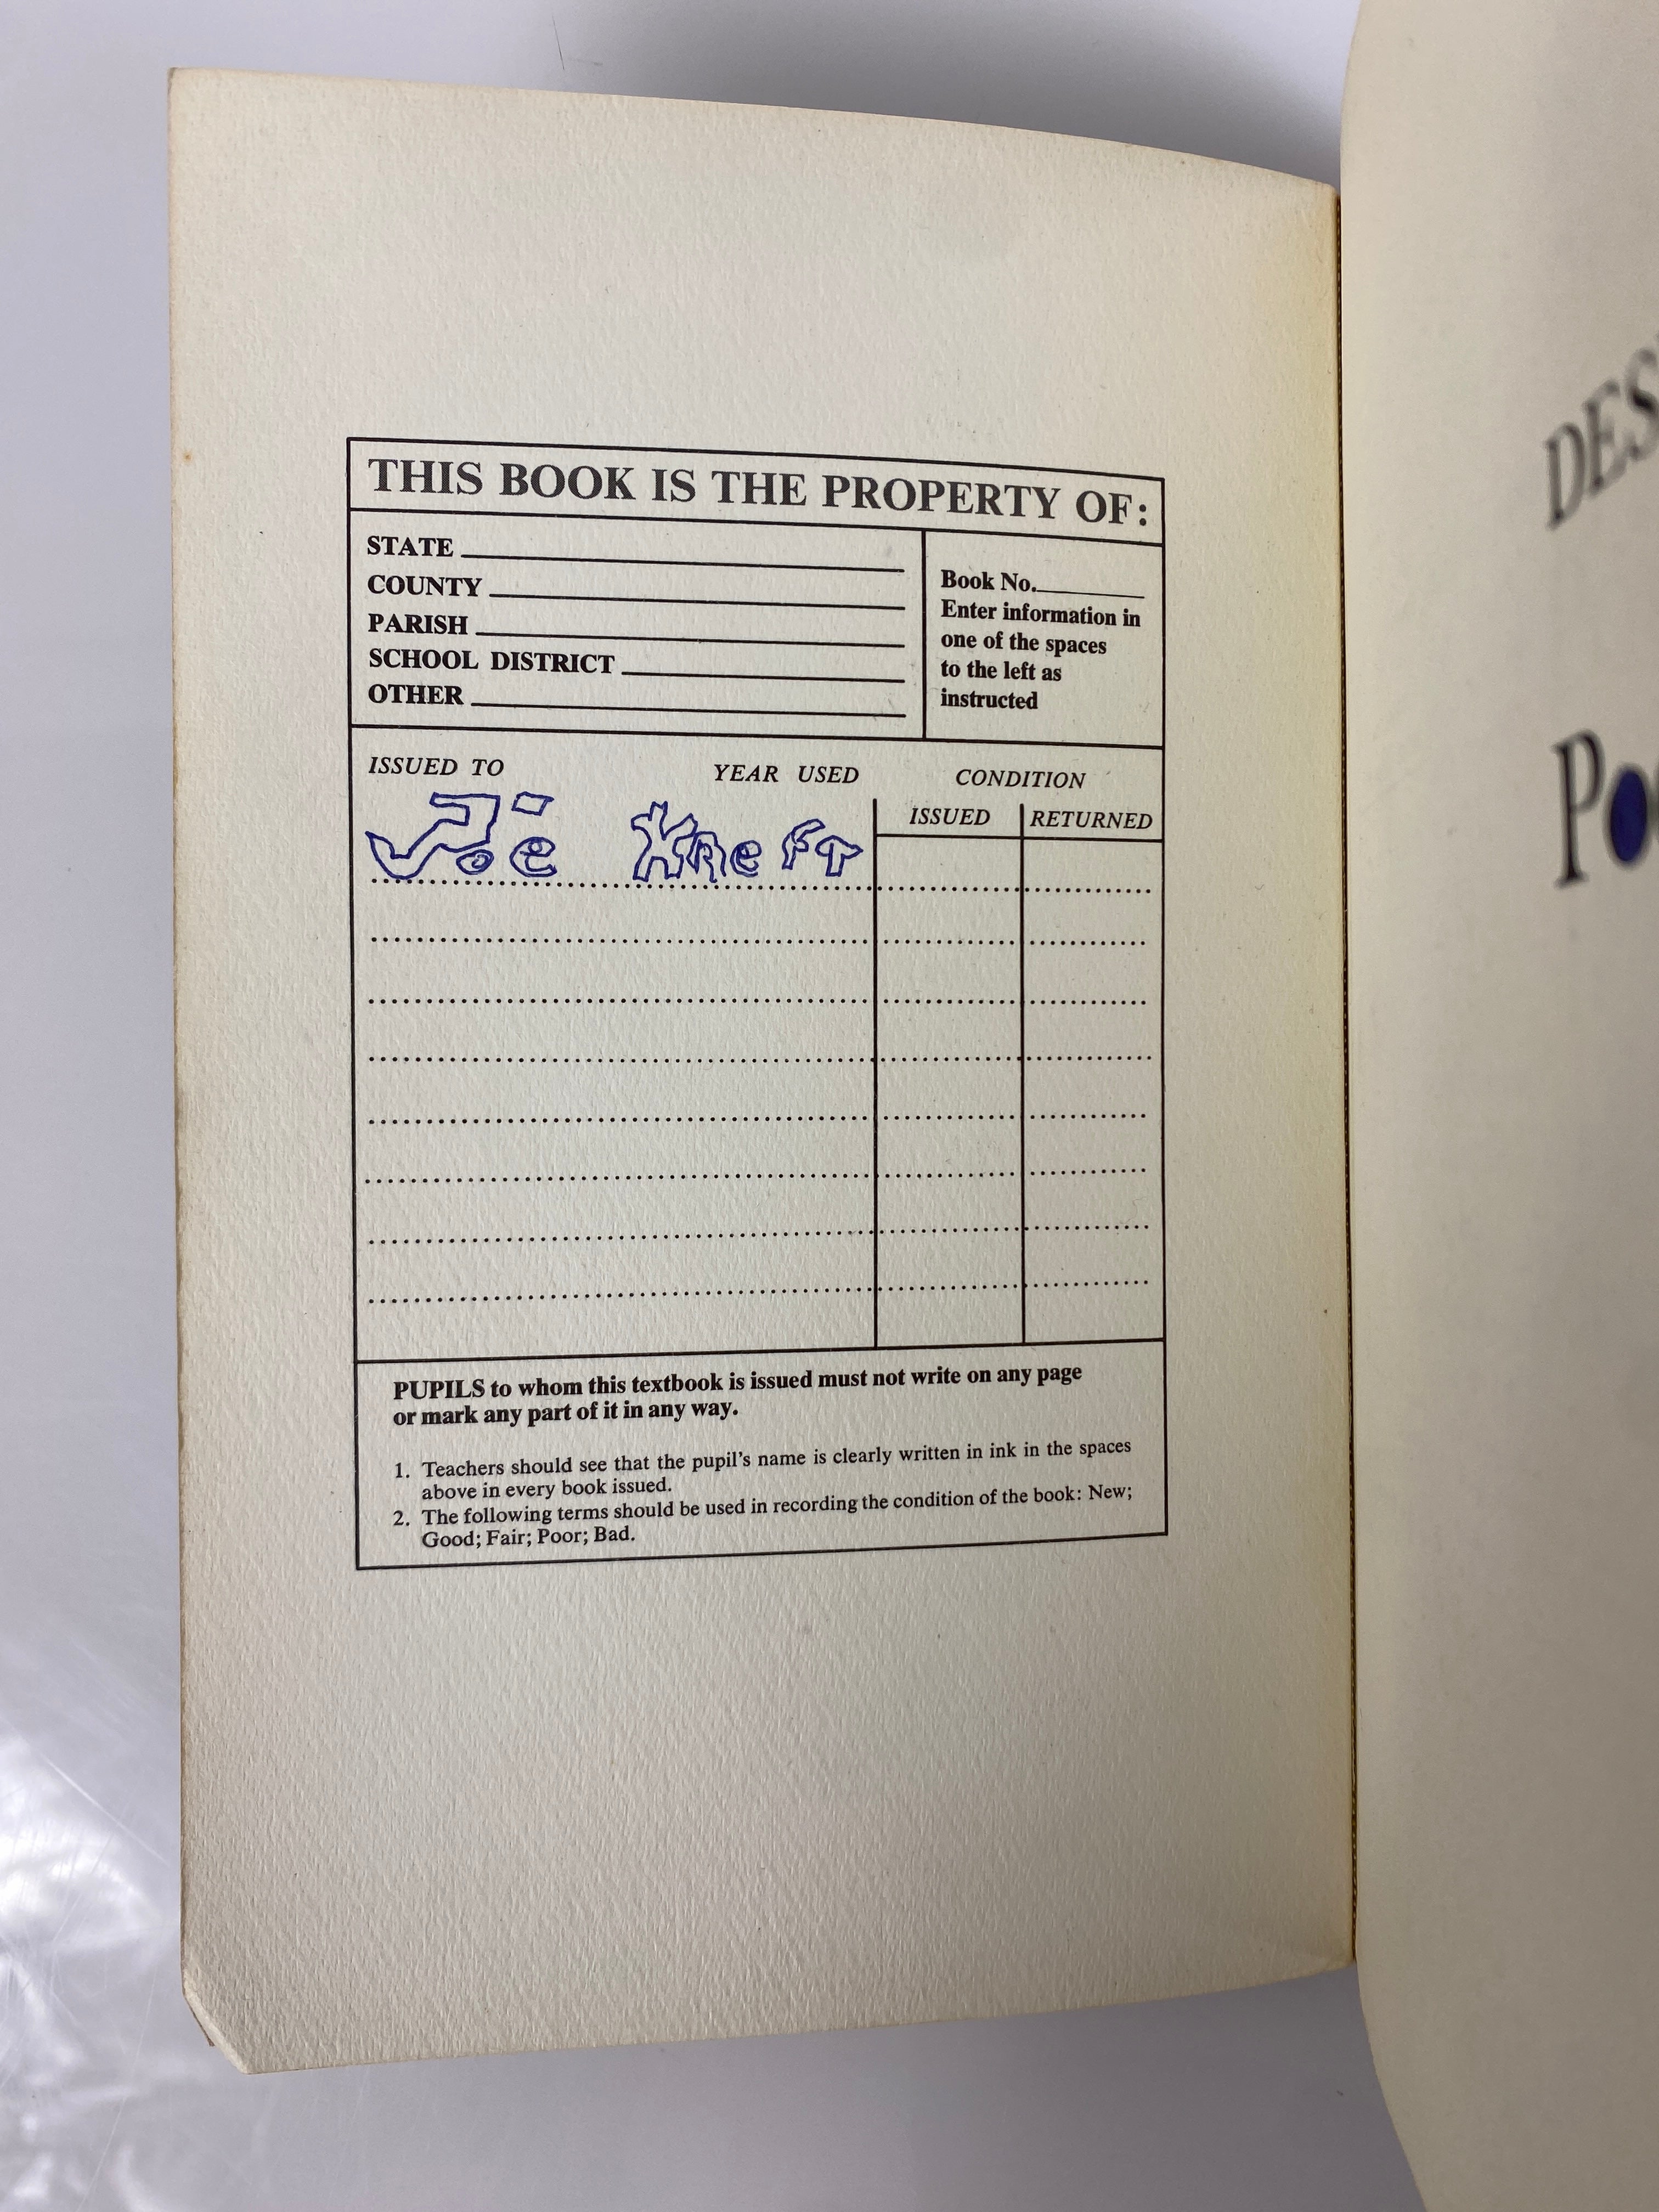 THIS BOOK IS THE PROPERTY OF:
STATE
COUNTY
PARISH
SCHOOL DISTRICT
OTHER
Book No.
Enter information in
one of the spaces
to the left as
instructed
ISSUED TO YEAR USED CONDITION
ISSUED RETURNED
Joe
PUPILS to whom this textbook is issued must not write on any page
or mark any part of it in any way.
1. Teachers should see that the pupil's name is clearly written in ink in the spaces
above in every book issued.
2. The following terms should be used in recording the condition of the book: New;
Good; Fair; Poor; Bad.